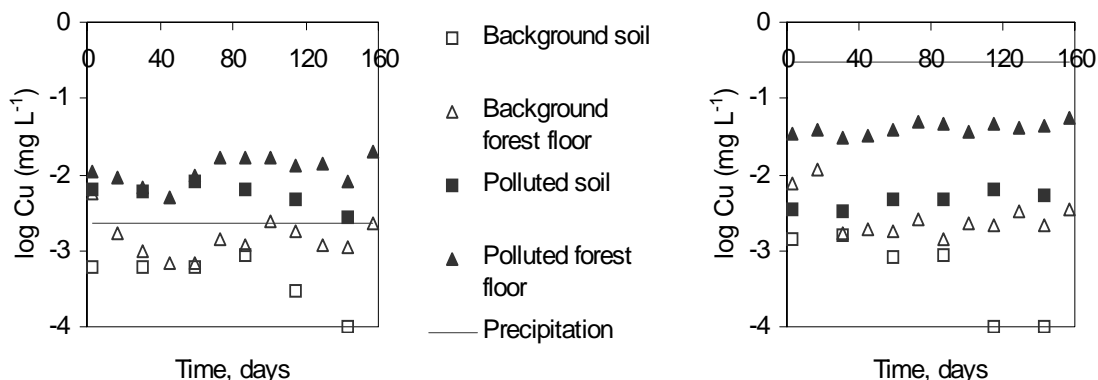 0
0 40 80 120 160
-1
-2
-3
-4
log Cu (mg L-1)
Time, days
Background soil
Background
forest floor
Polluted soil
Polluted forest
floor
Precipitation
0
0 40 80 120 160
-1
-2
-3
-4
log Cu (mg L-1)
Time, days